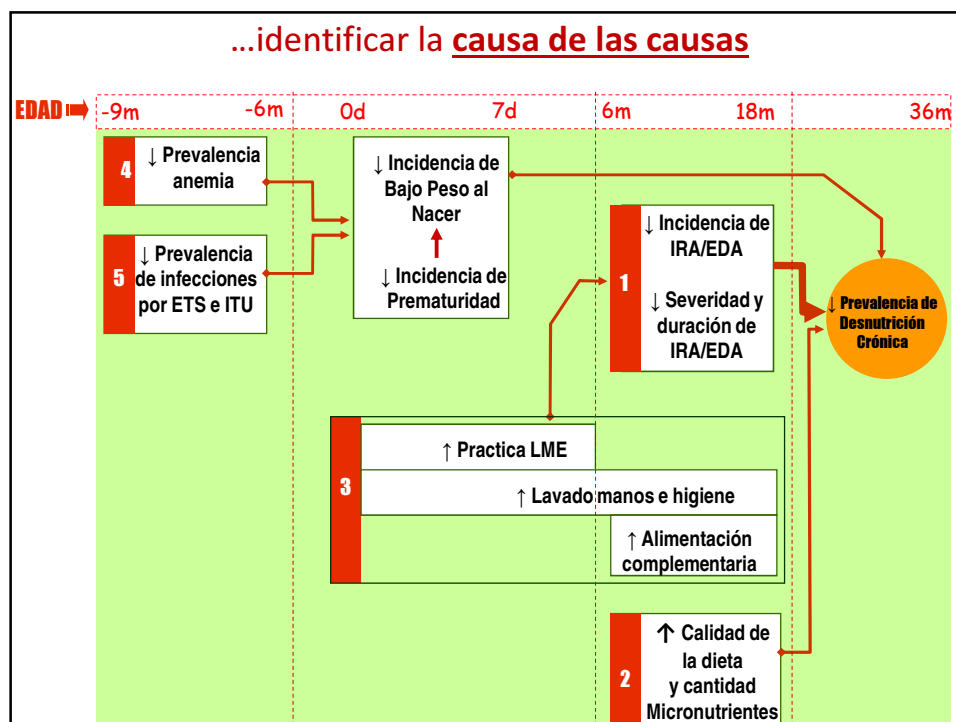 ...identificar la causa de las causas
EDAD
-9m
-6m
0d
7d
6m
18m
36m
4
↓ Prevalencia
anemia
5
↓ Prevalencia
de infecciones
por ETS e ITU
↓ Incidencia de
Bajo Peso al
Nacer
↓ Incidencia de
Prematuridad
1
↓ Incidencia de
IRA/EDA
↓ Severidad y
duración de
IRA/EDA
↓ Prevalencia de
Desnutrición
Crónica
3
↑ Practica LME
↑ Lavado manos e higiene
↑ Alimentación
complementaria
2
↑ Calidad de
la dieta
y cantidad
Micronutrientes